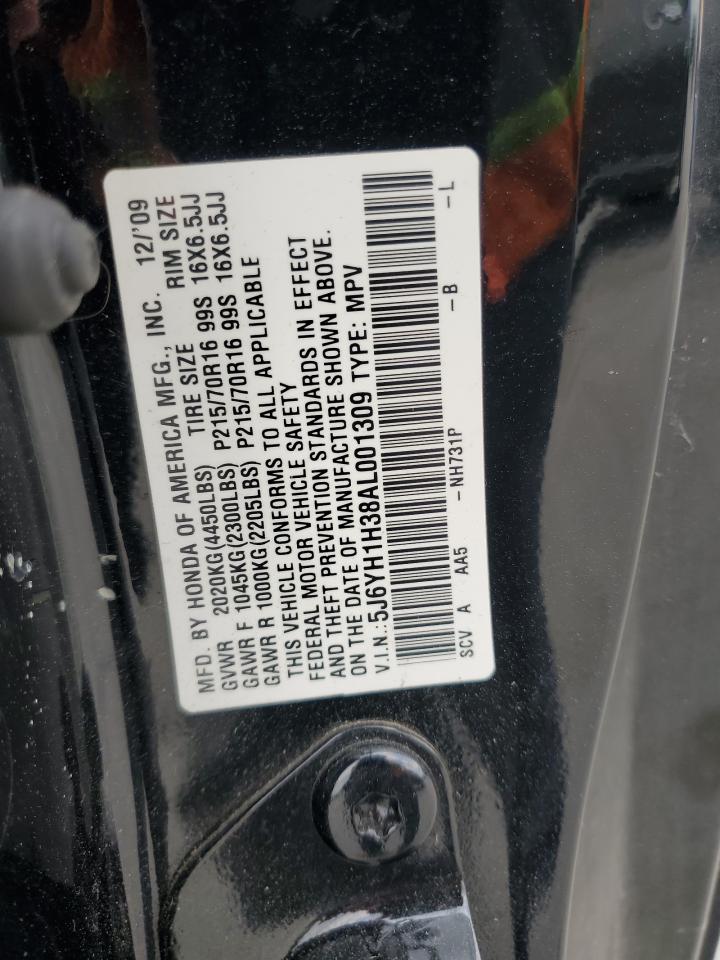 MFD. BY HONDA OF AMERICA MFG., INC. 12/'09
GVWR 2020KG(4450LBS) TIRE SIZE RIM SIZE
GAWR F 1045KG(2300LBS) P215/70R16 99S 16X6.5JJ
GAWR R 1000KG(2205LBS) P215/70R16 99S 16X6.5JJ
THIS VEHICLE CONFORMS TO ALL APPLICABLE
FEDERAL MOTOR VEHICLE SAFETY
AND THEFT PREVENTION STANDARDS IN EFFECT
ON THE DATE OF MANUFACTURE SHOWN ABOVE.
V.I.N.:5J6YH1H38AL001309 TYPE: MPV
SCV A AA5 -NH731P -B -L